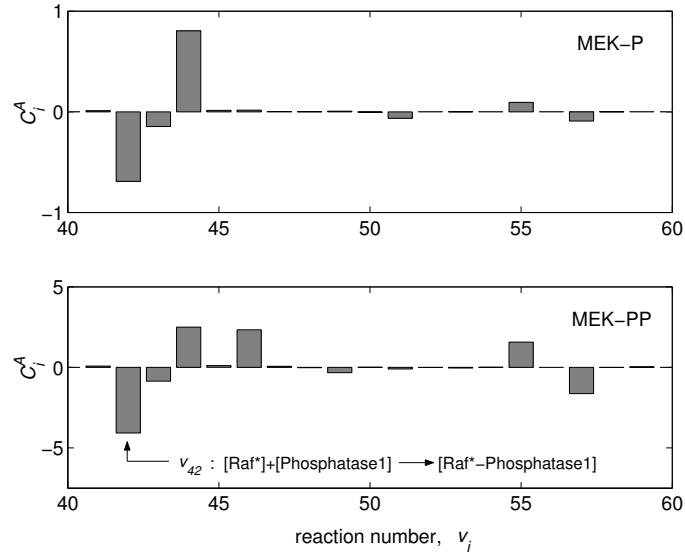 1
MEK−P
C_i^A
0
−1
40 45 50 55 60
5
MEK−PP
C_i^A
0
−5
v_42 : [Raf*]+[Phosphatase1] → [Raf*−Phosphatase1]
40 45 50 55 60
reaction number, v_i